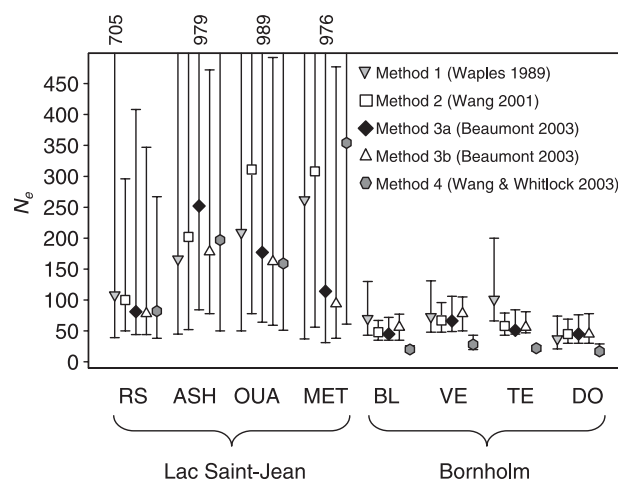 705 979 989 976
Method 1 (Waples 1989)
Method 2 (Wang 2001)
Method 3a (Beaumont 2003)
Method 3b (Beaumont 2003)
Method 4 (Wang & Whitlock 2003)
Ne
450
400
350
300
250
200
150
100
50
0
RS ASH OUA MET BL VE TE DO
Lac Saint-Jean Bornholm